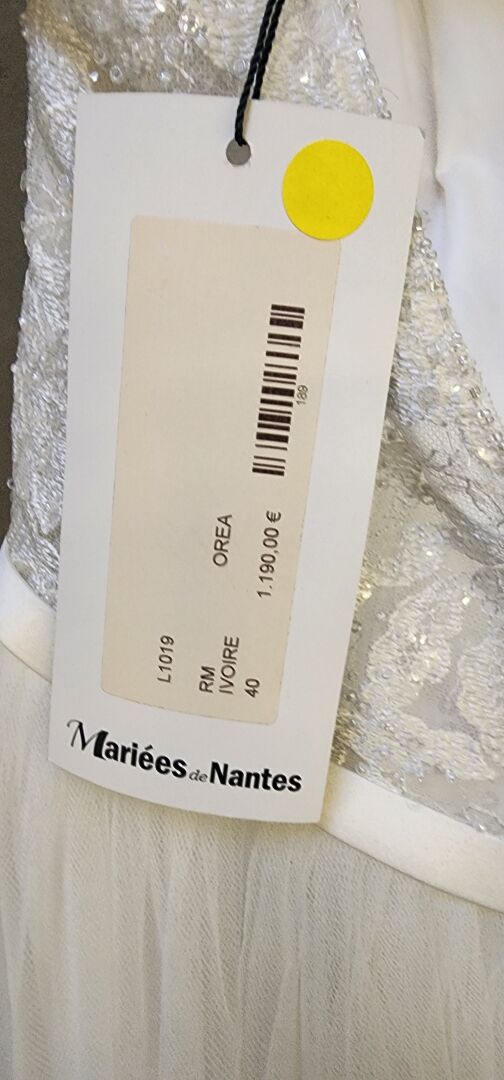 L1019
RM OREA
IVOIRE
40 1.190,00 €
189
Mariées de Nantes